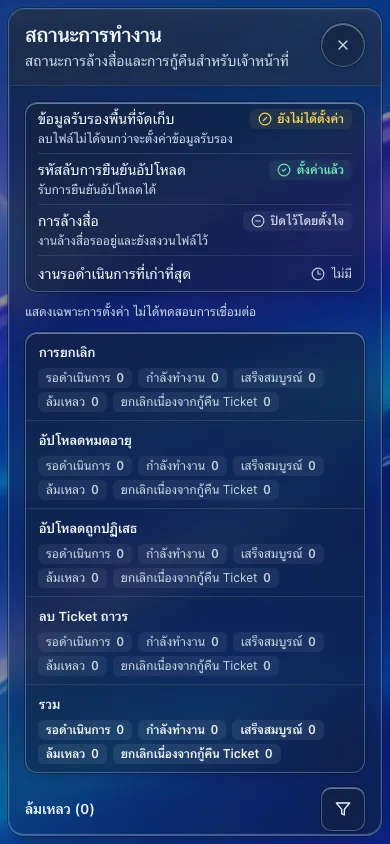 สถานะการทำงาน
สถานะการล้างสื่อและการกู้คืนสำหรับเจ้าหน้าที่
ข้อมูลรับรองพื้นที่จัดเก็บ ยังไม่ได้ตั้งค่า
ลบไฟล์ไม่ได้จนกว่าจะตั้งค่าข้อมูลรับรอง
รหัสลับการยืนยันอัปโหลด ตั้งค่าแล้ว
รับการยืนยันอัปโหลดได้
การล้างสื่อ ปิดไว้โดยตั้งใจ
งานล้างสื่อรออยู่และยังสงวนไฟล์ไว้
งานรอดำเนินการที่เก่าที่สุด ไม่มี
แสดงเฉพาะการตั้งค่า ไม่ได้ทดสอบการเชื่อมต่อ
การยกเลิก
รอดำเนินการ 0 กำลังทำงาน 0 เสร็จสมบูรณ์ 0
ล้มเหลว 0 ยกเลิกเนื่องจากกู้คืน Ticket 0
อัปโหลดหมดอายุ
รอดำเนินการ 0 กำลังทำงาน 0 เสร็จสมบูรณ์ 0
ล้มเหลว 0 ยกเลิกเนื่องจากกู้คืน Ticket 0
อัปโหลดถูกปฏิเสธ
รอดำเนินการ 0 กำลังทำงาน 0 เสร็จสมบูรณ์ 0
ล้มเหลว 0 ยกเลิกเนื่องจากกู้คืน Ticket 0
ลบ Ticket ถาวร
รอดำเนินการ 0 กำลังทำงาน 0 เสร็จสมบูรณ์ 0
ล้มเหลว 0 ยกเลิกเนื่องจากกู้คืน Ticket 0
รวม
รอดำเนินการ 0 กำลังทำงาน 0 เสร็จสมบูรณ์ 0
ล้มเหลว 0 ยกเลิกเนื่องจากกู้คืน Ticket 0
ล้มเหลว (0)